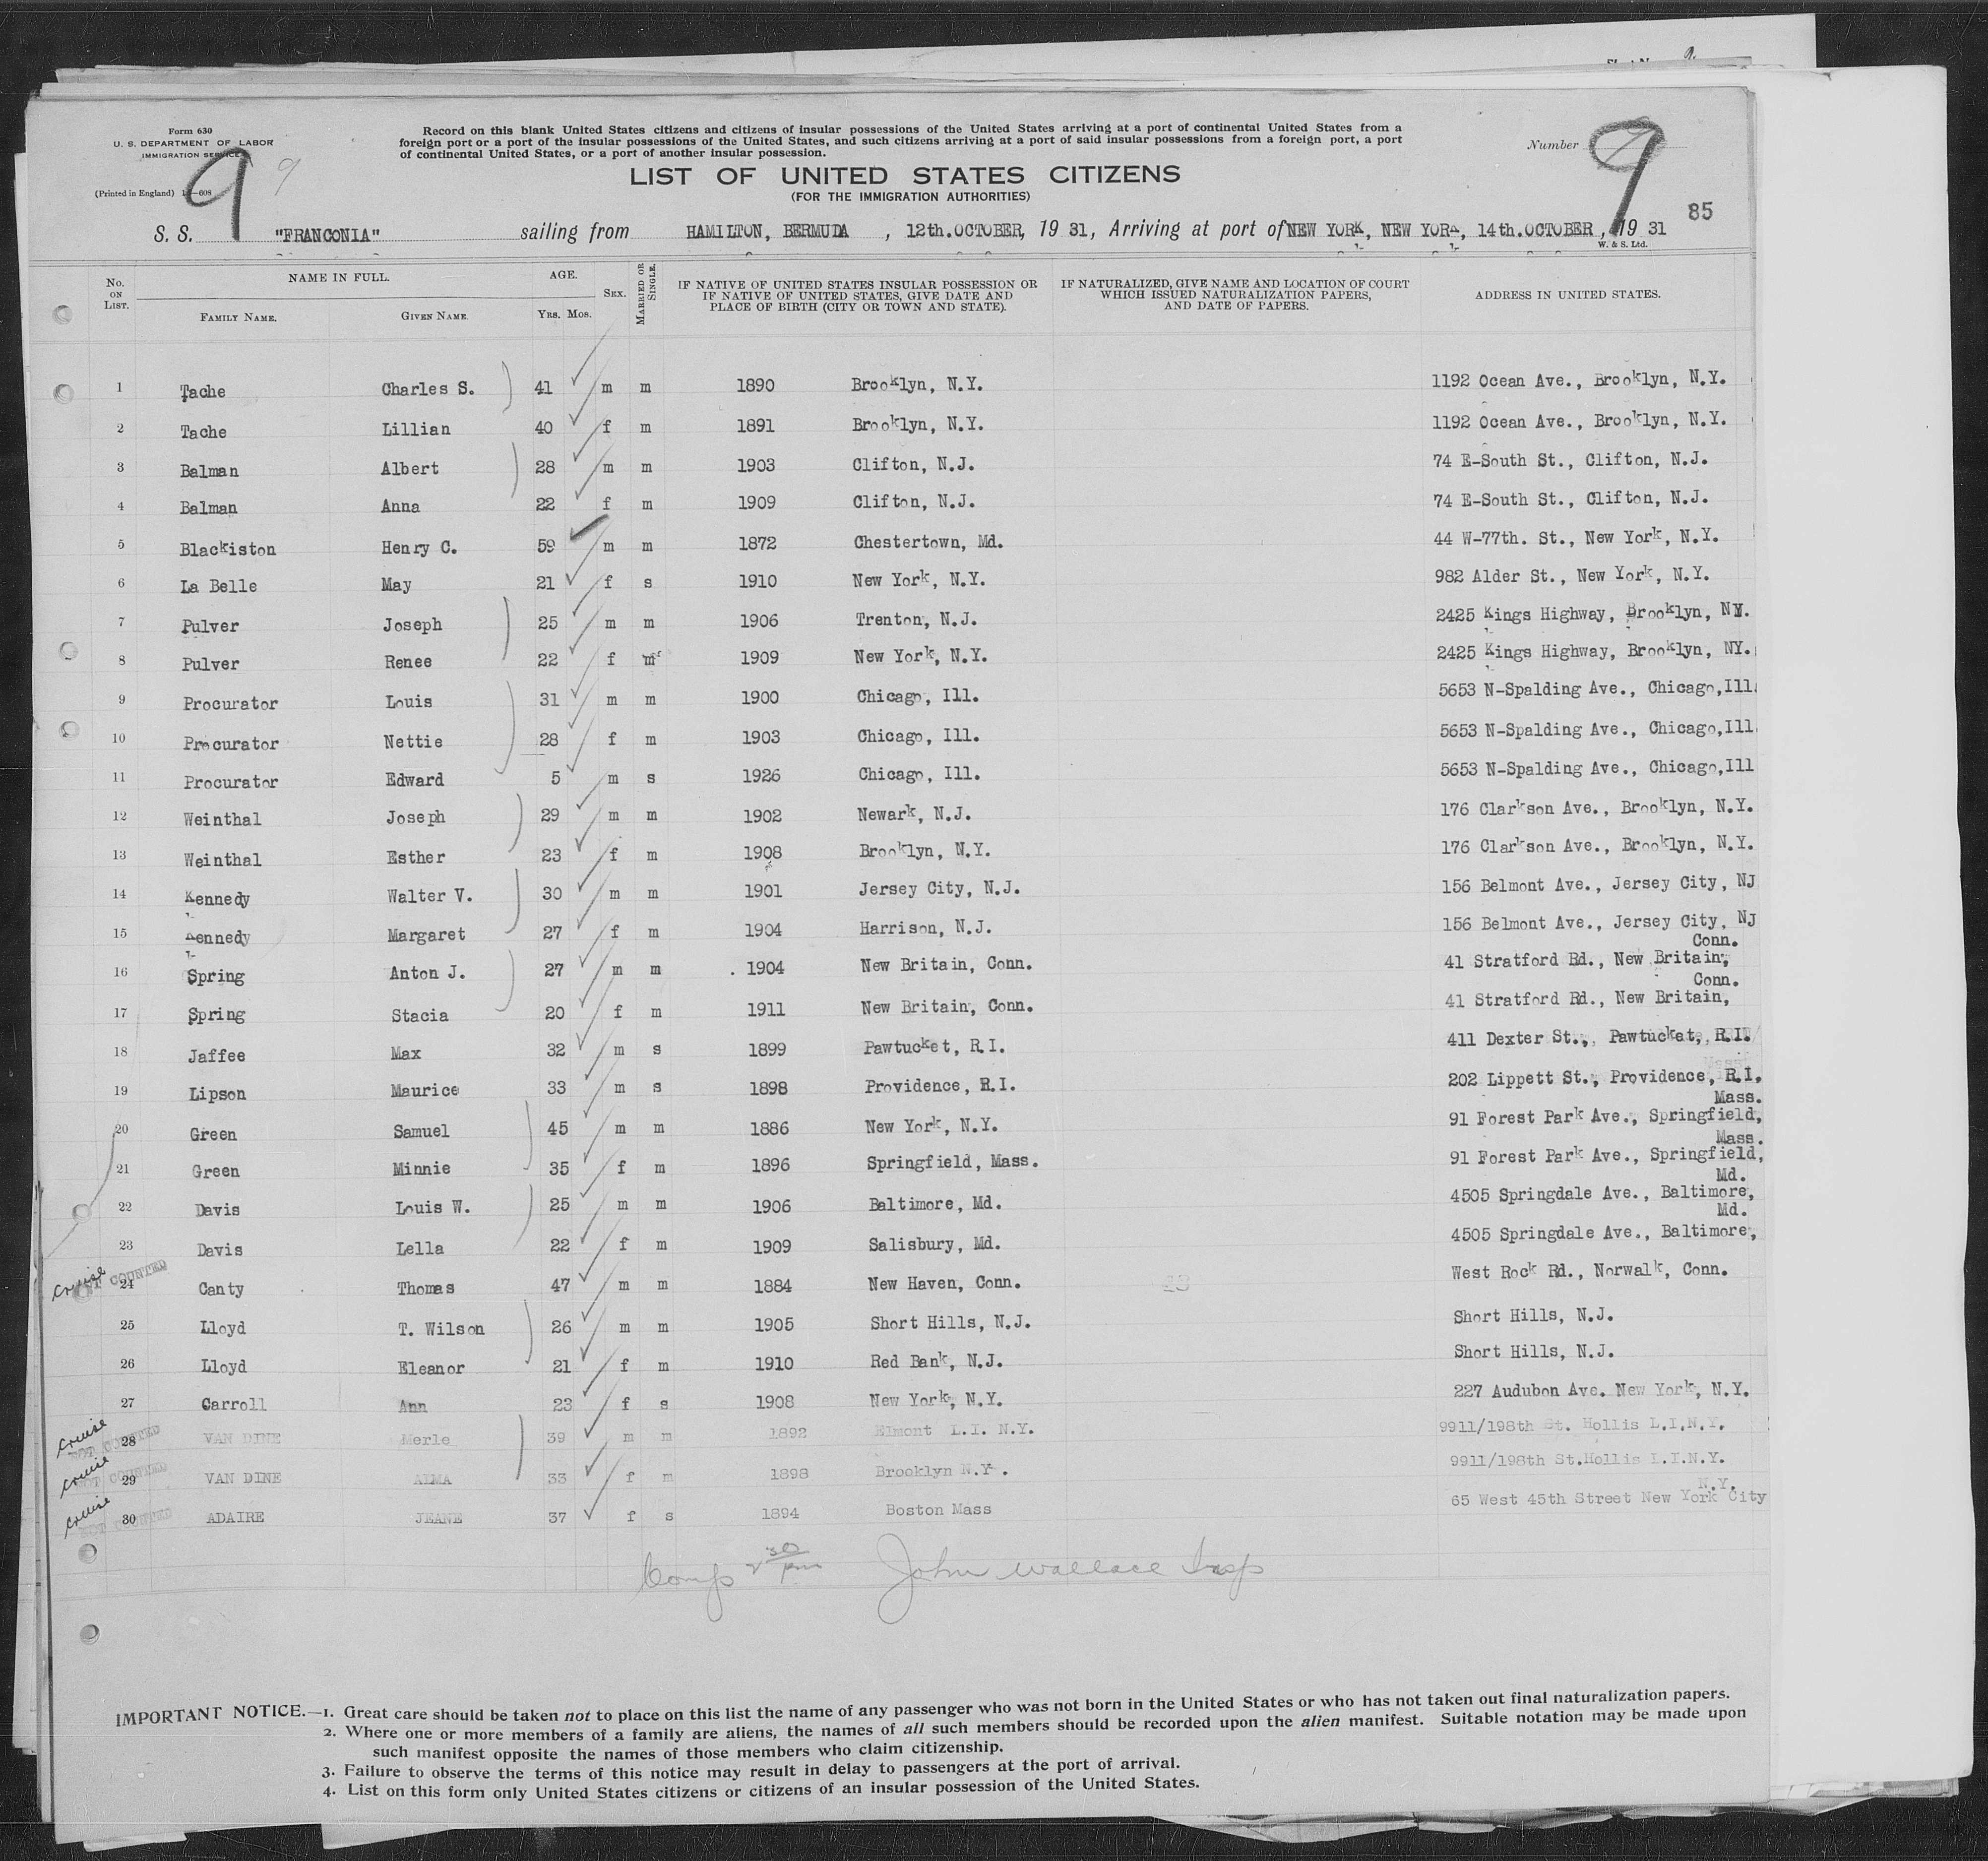 Form 630
U. S. DEPARTMENT OF LABOR
IMMIGRATION SERVICE
(Printed in England)
9
9
Record on this blank United States citizens and citizens of insular possessions of the United States arriving at a port of continental United States from a
foreign port or a port of the insular possessions of the United States, and such citizens arriving at a port of said insular possessions from a foreign port, a port
of continental United States, or a port of another insular possession.
Number 9
LIST OF UNITED STATES CITIZENS
(FOR THE IMMIGRATION AUTHORITIES)
85
S. S. "FRANCONIA" sailing from HAMILTON, BERMUDA, 12th.OCTOBER, 19 31, Arriving at port of NEW YORK, NEW YORK, 14th.OCTOBER, 19 31
W. & S. Ltd.
No. ON LIST. NAME IN FULL. FAMILY NAME. GIVEN NAME. AGE. YRS. MOS. SEX. MARRIED OR SINGLE. IF NATIVE OF UNITED STATES INSULAR POSSESSION OR IF NATIVE OF UNITED STATES, GIVE DATE AND PLACE OF BIRTH (CITY OR TOWN AND STATE). IF NATURALIZED, GIVE NAME AND LOCATION OF COURT WHICH ISSUED NATURALIZATION PAPERS, AND DATE OF PAPERS. ADDRESS IN UNITED STATES.
1 Tache Charles S. 41 m m 1890 Brooklyn, N.Y. 1192 Ocean Ave., Brooklyn, N.Y.
2 Tache Lillian 40 f m 1891 Brooklyn, N.Y. 1192 Ocean Ave., Brooklyn, N.Y.
3 Balman Albert 28 m m 1903 Clifton, N.J. 74 E-South St., Clifton, N.J.
4 Balman Anna 22 f m 1909 Clifton, N.J. 74 E-South St., Clifton, N.J.
5 Blackiston Henry C. 59 m m 1872 Chestertown, Md. 44 W-77th. St., New York, N.Y.
6 La Belle May 21 f s 1910 New York, N.Y. 982 Alder St., New York, N.Y.
7 Pulver Joseph 25 m m 1906 Trenton, N.J. 2425 Kings Highway, Brooklyn, NY.
8 Pulver Renee 22 f m 1909 New York, N.Y. 2425 Kings Highway, Brooklyn, NY.
9 Procurator Louis 31 m m 1900 Chicago, Ill. 5653 N-Spalding Ave., Chicago,Ill.
10 Procurator Nettie 28 f m 1903 Chicago, Ill. 5653 N-Spalding Ave., Chicago,Ill.
11 Procurator Edward 5 m s 1926 Chicago, Ill. 5653 N-Spalding Ave., Chicago,Ill
12 Weinthal Joseph 29 m m 1902 Newark, N.J. 176 Clarkson Ave., Brooklyn, N.Y.
13 Weinthal Esther 23 f m 1908 Brooklyn, N.Y. 176 Clarkson Ave., Brooklyn, N.Y.
14 Kennedy Walter V. 30 m m 1901 Jersey City, N.J. 156 Belmont Ave., Jersey City, NJ
15 Kennedy Margaret 27 f m 1904 Harrison, N.J. 156 Belmont Ave., Jersey City, NJ
Conn.
16 Spring Anton J. 27 m m . 1904 New Britain, Conn. 41 Stratford Rd., New Britain,
Conn.
17 Spring Stacia 20 f m 1911 New Britain, Conn. 41 Stratford Rd., New Britain,
18 Jaffee Max 32 m s 1899 Pawtucket, R.I. 411 Dexter St., Pawtucket, R.I.
19 Lipson Maurice 33 m s 1898 Providence, R.I. 202 Lippett St., Providence, R.I.
Mass.
20 Green Samuel 45 m m 1886 New York, N.Y. 91 Forest Park Ave., Springfield,
Mass.
21 Green Minnie 35 f m 1896 Springfield, Mass. 91 Forest Park Ave., Springfield,
Md.
22 Davis Louis W. 25 m m 1906 Baltimore, Md. 4505 Springdale Ave., Baltimore,
Md.
23 Davis Lella 22 f m 1909 Salisbury, Md. 4505 Springdale Ave., Baltimore,
cruise NOT COUNTED
24 Canty Thomas 47 m m 1884 New Haven, Conn. West Rock Rd., Norwalk, Conn.
25 Lloyd T. Wilson 26 m m 1905 Short Hills, N.J. Short Hills, N.J.
26 Lloyd Eleanor 21 f m 1910 Red Bank, N.J. Short Hills, N.J.
27 Carroll Ann 23 f s 1908 New York, N.Y. 227 Audubon Ave. New York, N.Y.
cruise NOT COUNTED
28 VAN DINE Merle 39 m m 1892 Elmont L.I. N.Y. 9911/198th St. Hollis L.I.N.Y.
cruise NOT COUNTED
29 VAN DINE ALMA 33 f m 1898 Brooklyn N.Y. 9911/198th St.Hollis L.I.N.Y.
N.Y.
cruise NOT COUNTED
30 ADAIRE JEANE 37 f s 1894 Boston Mass 65 West 45th Street New York City
Comp 2 30 pm John Wallace Insp
IMPORTANT NOTICE.—1. Great care should be taken not to place on this list the name of any passenger who was not born in the United States or who has not taken out final naturalization papers.
2. Where one or more members of a family are aliens, the names of all such members should be recorded upon the alien manifest. Suitable notation may be made upon
such manifest opposite the names of those members who claim citizenship.
3. Failure to observe the terms of this notice may result in delay to passengers at the port of arrival.
4. List on this form only United States citizens or citizens of an insular possession of the United States.